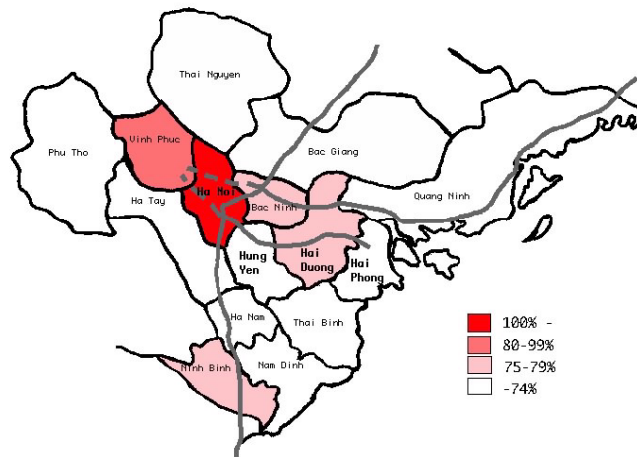 Thai Nguyen
Vinh Phuc
Phu Tho
Bac Giang
Ha Noi
Quang Ninh
Ha Tay
Bac Ninh
Hung
Yen
Hai
Duong
Hai
Phong
Ha Nam
Thai Binh
Ninh Binh
Nam Dinh
100% -
80-99%
75-79%
-74%